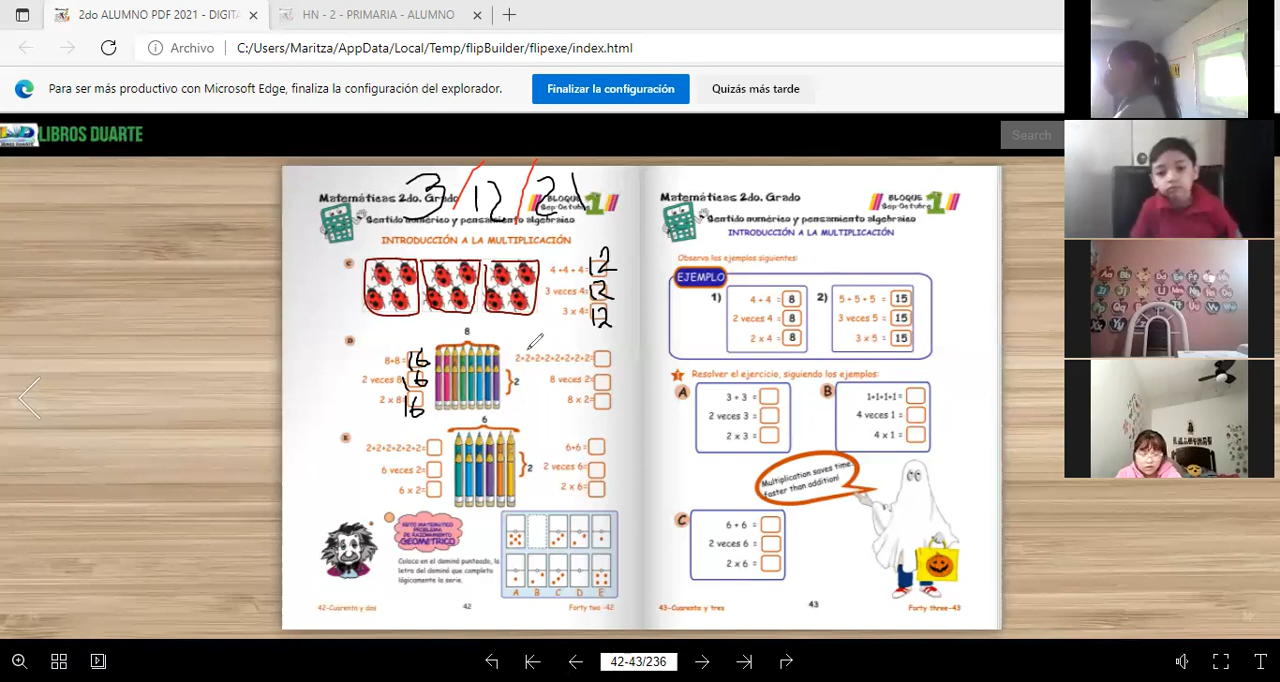 2do ALUMNO PDF 2021 - DIGITA
HN - 2 - PRIMARIA - ALUMNO
Archivo
C:/Users/Maritza/AppData/Local/Temp/flipBuilder/flipexe/index.html
Para ser más productivo con Microsoft Edge, finaliza la configuración del explorador.
Finalizar la configuración
Quizás más tarde
LIBROS DUARTE
Search
Matemáticas 2do. Grado
BLOQUE 1
Sep-Octubre
Sentido numérico y pensamiento algebraico
INTRODUCCIÓN A LA MULTIPLICACIÓN
C
4+4+4= 12
3 veces 4= 12
3 x 4= 12
D
8
8+8= 16
2 veces 8= 16
2 x 8= 16
2
2+2+2+2+2+2+2+2=
8 veces 2=
8 x 2=
E
6
2+2+2+2+2+2=
6 veces 2=
6 x 2=
2
6+6=
2 veces 6=
2 x 6=
RETO MATEMÁTICO
PROBLEMA
DE RAZONAMIENTO
GEOMÉTRICO
Coloca en el dominó punteado, la
letra del dominó que completa
lógicamente la serie.
A B C D E
42-Cuarenta y dos
42
Forty two -42
Matemáticas 2do. Grado
BLOQUE 1
Sep-Octubre
Sentido numérico y pensamiento algebraico
INTRODUCCIÓN A LA MULTIPLICACIÓN
Observa los ejemplos siguientes:
EJEMPLO
1)
4 + 4 = 8
2 veces 4 = 8
2 x 4 = 8
2)
5 + 5 + 5 = 15
3 veces 5 = 15
3 x 5 = 15
1 Resolver el ejercicio, siguiendo los ejemplos:
A
3 + 3 =
2 veces 3 =
2 x 3 =
B
1+1+1+1=
4 veces 1 =
4 x 1 =
Multiplication saves time,
faster than addition!
C
6 + 6 =
2 veces 6 =
2 x 6 =
43-Cuarenta y tres
43
Forty three-43
42-43/236